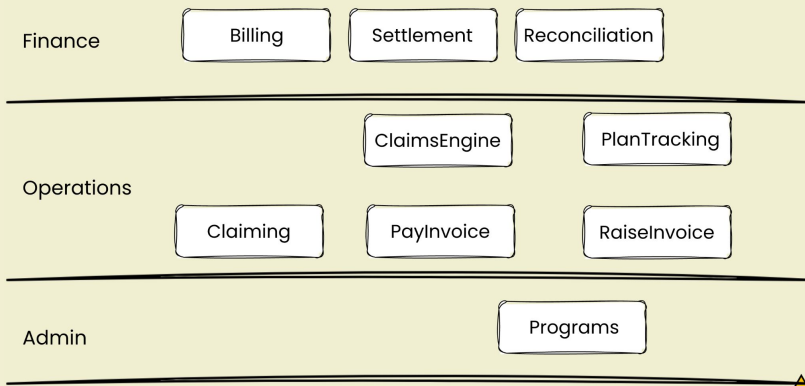 Finance
Billing
Settlement
Reconciliation
ClaimsEngine
PlanTracking
Operations
Claiming
PayInvoice
RaiseInvoice
Programs
Admin